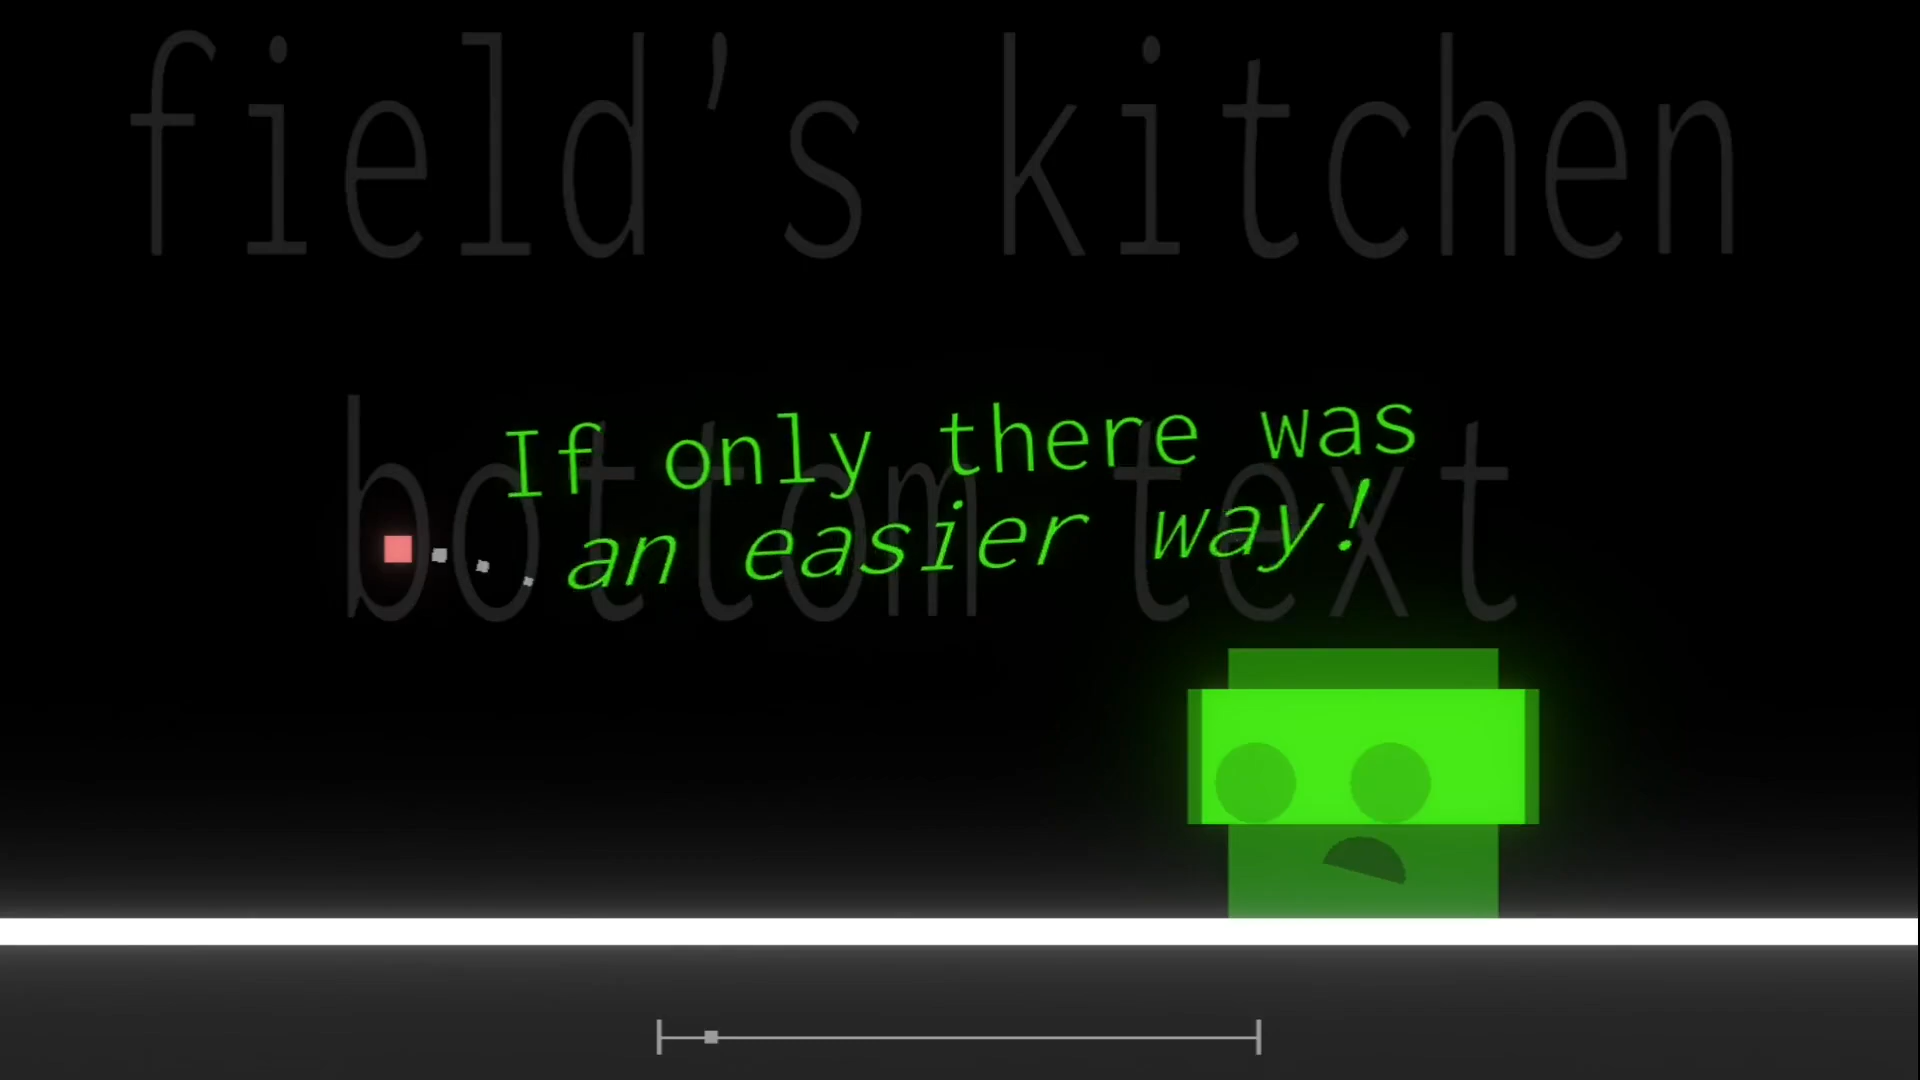 field's kitchen
If only there was
an easier way!
bottom text